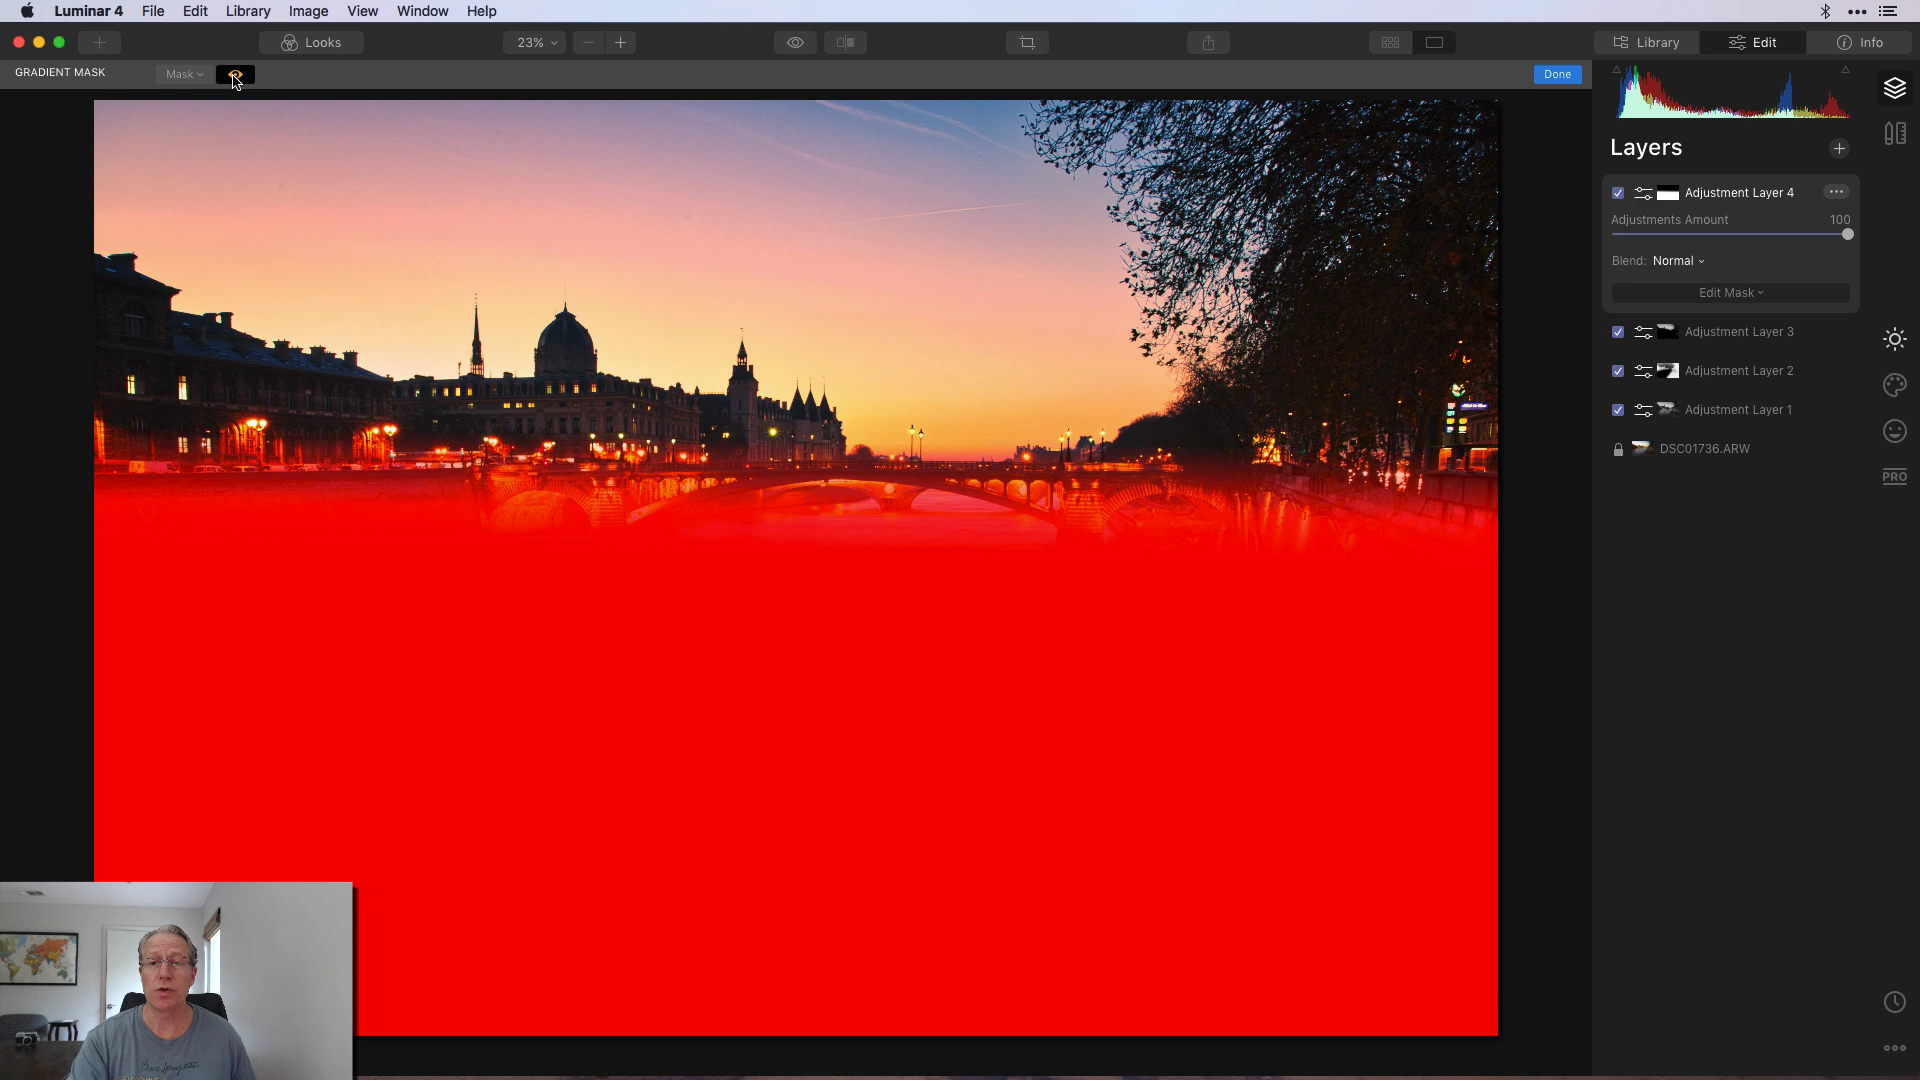 Luminar 4 File Edit Library Image View Window Help
Looks 23% Library Edit Info
GRADIENT MASK Mask Done
Layers
Adjustment Layer 4
Adjustments Amount 100
Blend: Normal
Edit Mask
Adjustment Layer 3
Adjustment Layer 2
Adjustment Layer 1
DSC01736.ARW
PRO